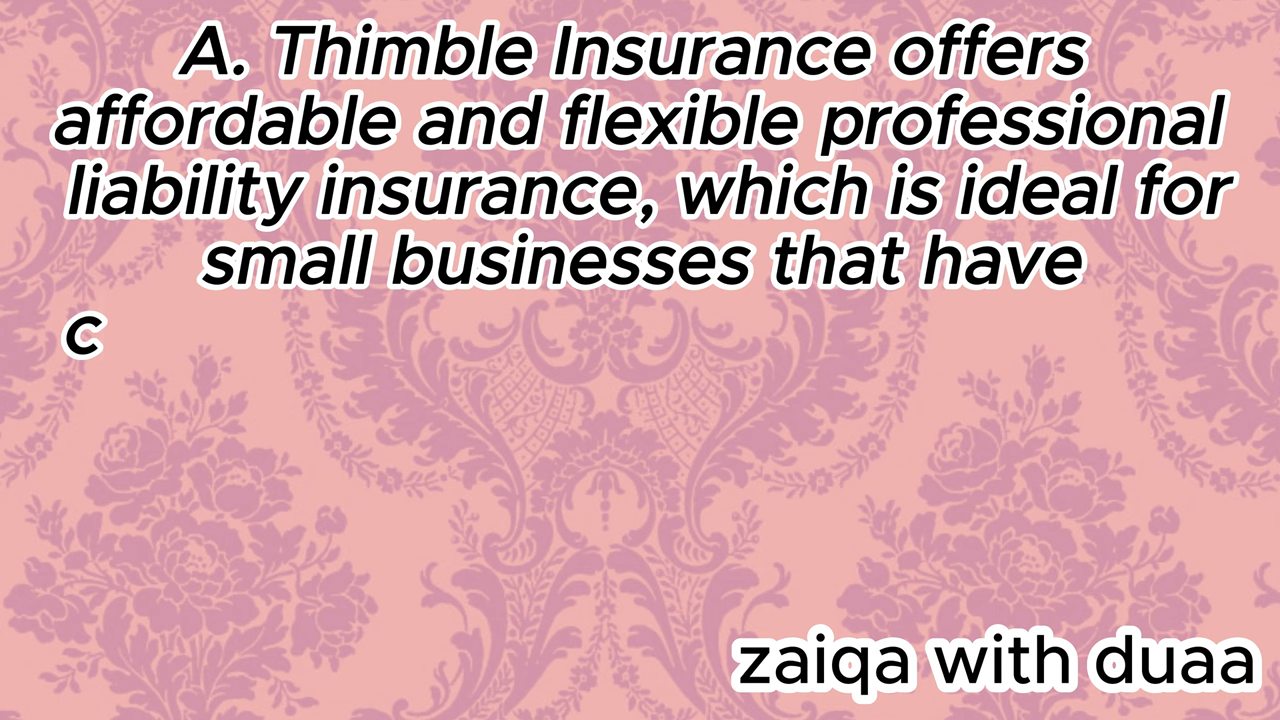 A. Thimble Insurance offers
affordable and flexible professional
liability insurance, which is ideal for
small businesses that have
c
zaiqa with duaa